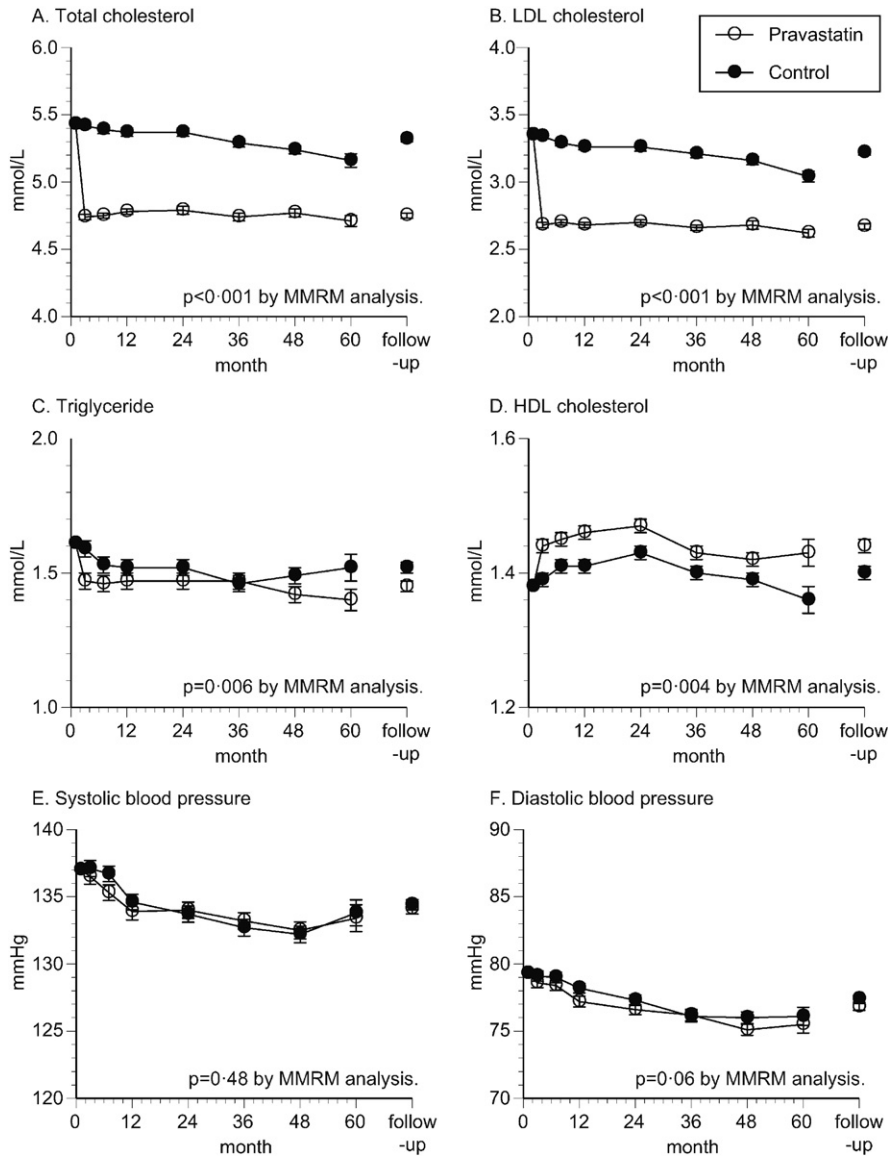 A. Total cholesterol
6.0
5.5
5.0
4.5
4.0
mmol/L
0 12 24 36 48 60 follow
-up
month
p<0·001 by MMRM analysis.
B. LDL cholesterol
4.0
3.5
3.0
2.5
2.0
mmol/L
0 12 24 36 48 60 follow
-up
month
p<0·001 by MMRM analysis.
Pravastatin
Control
C. Triglyceride
2.0
1.5
1.0
mmol/L
0 12 24 36 48 60 follow
-up
month
p=0·006 by MMRM analysis.
D. HDL cholesterol
1.6
1.4
1.2
mmol/L
0 12 24 36 48 60 follow
-up
month
p=0·004 by MMRM analysis.
E. Systolic blood pressure
140
135
130
125
120
mmHg
0 12 24 36 48 60 follow
-up
month
p=0·48 by MMRM analysis.
F. Diastolic blood pressure
90
85
80
75
70
mmHg
0 12 24 36 48 60 follow
-up
month
p=0·06 by MMRM analysis.